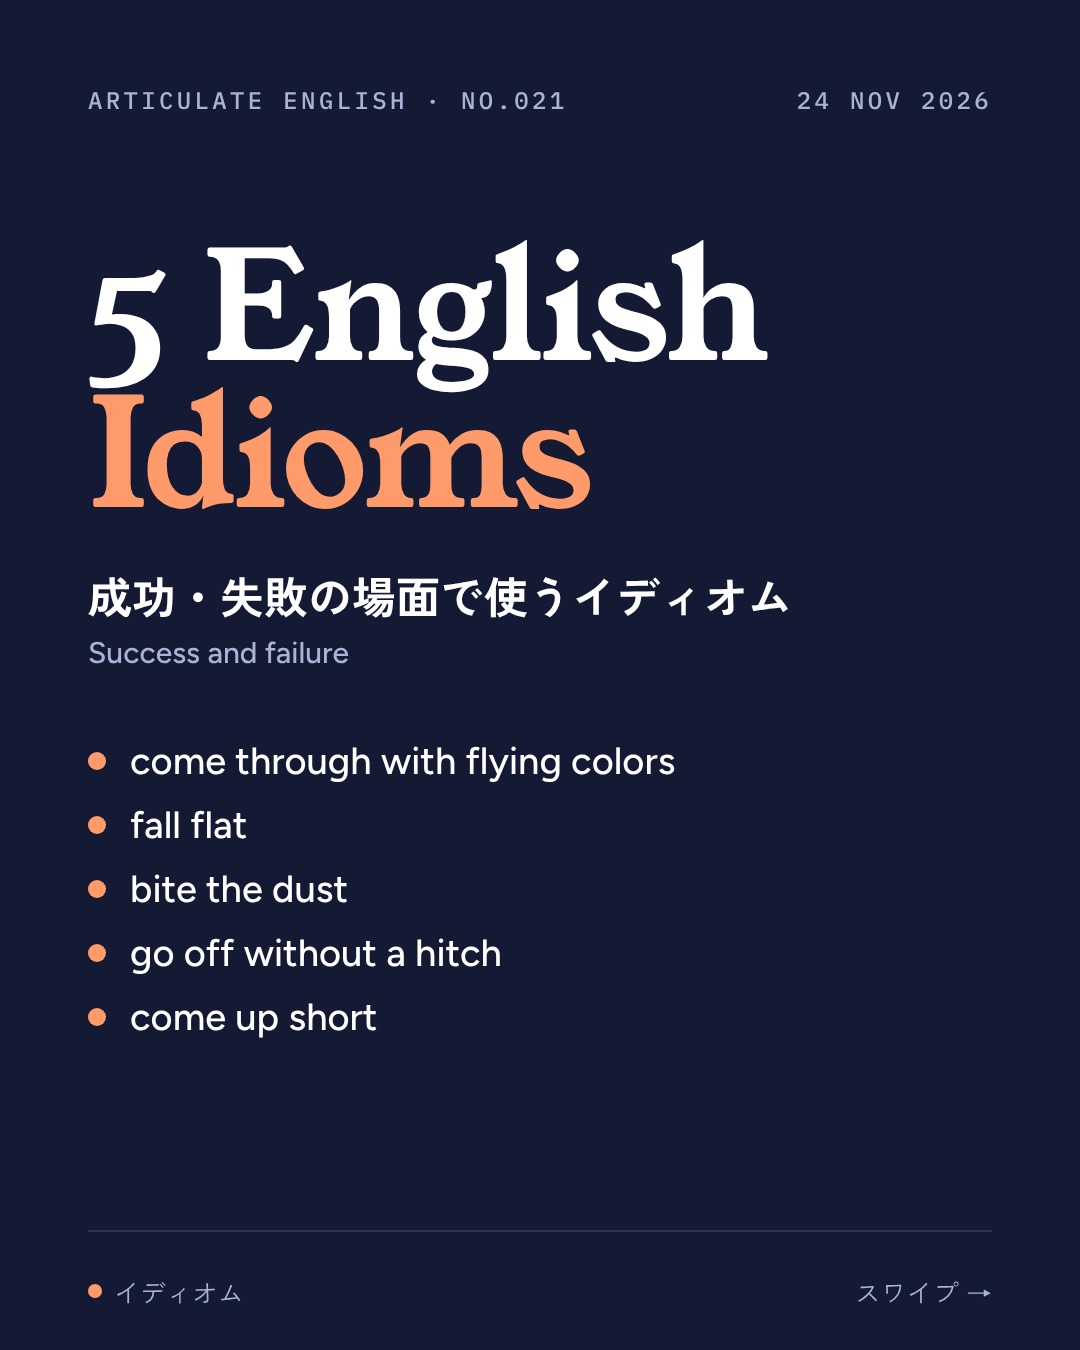 ARTICULATE ENGLISH · NO.021
24 NOV 2026
5 English
Idioms
成功・失敗の場面で使うイディオム
Success and failure
come through with flying colors
fall flat
bite the dust
go off without a hitch
come up short
イディオム
スワイプ →